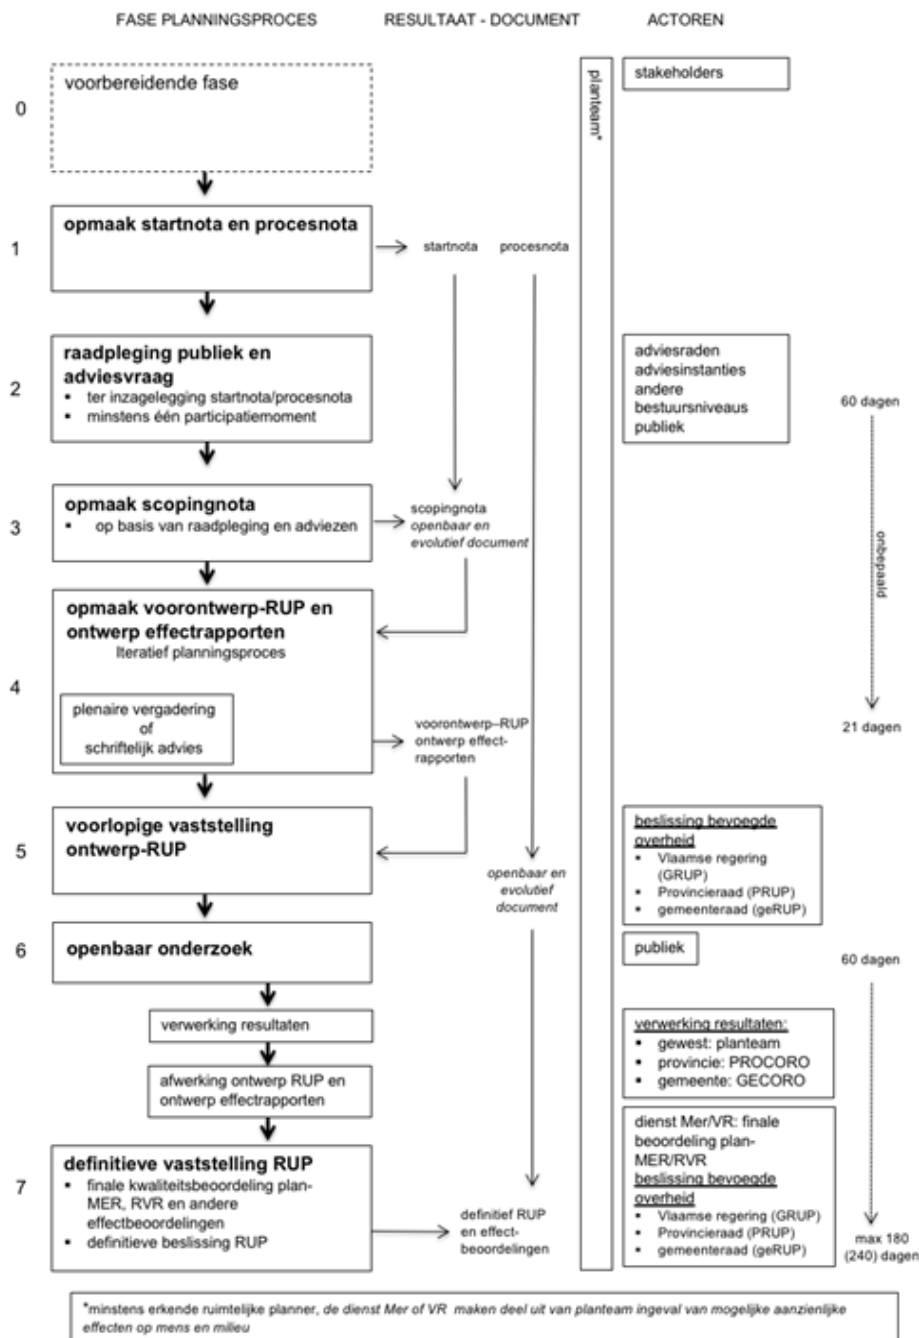 FASE PLANNINGSPROCES
RESULTAAT - DOCUMENT
ACTOREN
0
voorbereidende fase
planteam*
stakeholders
1
opmaak startnota en procesnota
startnota
procesnota
2
raadpleging publiek en
adviesvraag
▪ ter inzagelegging startnota/procesnota
▪ minstens één participatiemoment
adviesraden
adviesinstanties
andere
bestuursniveaus
publiek
60 dagen
3
opmaak scopingnota
▪ op basis van raadpleging en adviezen
scopingnota
openbaar en
evolutief document
onbepaald
4
opmaak voorontwerp-RUP en
ontwerp effectrapporten
Iteratief planningsproces
plenaire vergadering
of
schriftelijk advies
voorontwerp–RUP
ontwerp effect-
rapporten
21 dagen
5
voorlopige vaststelling
ontwerp-RUP
openbaar en
evolutief
document
beslissing bevoegde
overheid
▪ Vlaamse regering
(GRUP)
▪ Provincieraad (PRUP)
▪ gemeenteraad (geRUP)
6
openbaar onderzoek
publiek
60 dagen
verwerking resultaten
verwerking resultaten:
▪ gewest: planteam
▪ provincie: PROCORO
▪ gemeente: GECORO
afwerking ontwerp RUP en
ontwerp effectrapporten
7
definitieve vaststelling RUP
▪ finale kwaliteitsbeoordeling plan-
MER, RVR en andere
effectbeoordelingen
▪ definitieve beslissing RUP
definitief RUP
en effect-
beoordelingen
dienst Mer/VR: finale
beoordeling plan-
MER/RVR
beslissing bevoegde
overheid
▪ Vlaamse regering (GRUP)
▪ Provincieraad (PRUP)
▪ gemeenteraad (geRUP)
max 180
(240) dagen
*minstens erkende ruimtelijke planner, de dienst Mer of VR maken deel uit van planteam ingeval van mogelijke aanzienlijke
effecten op mens en milieu